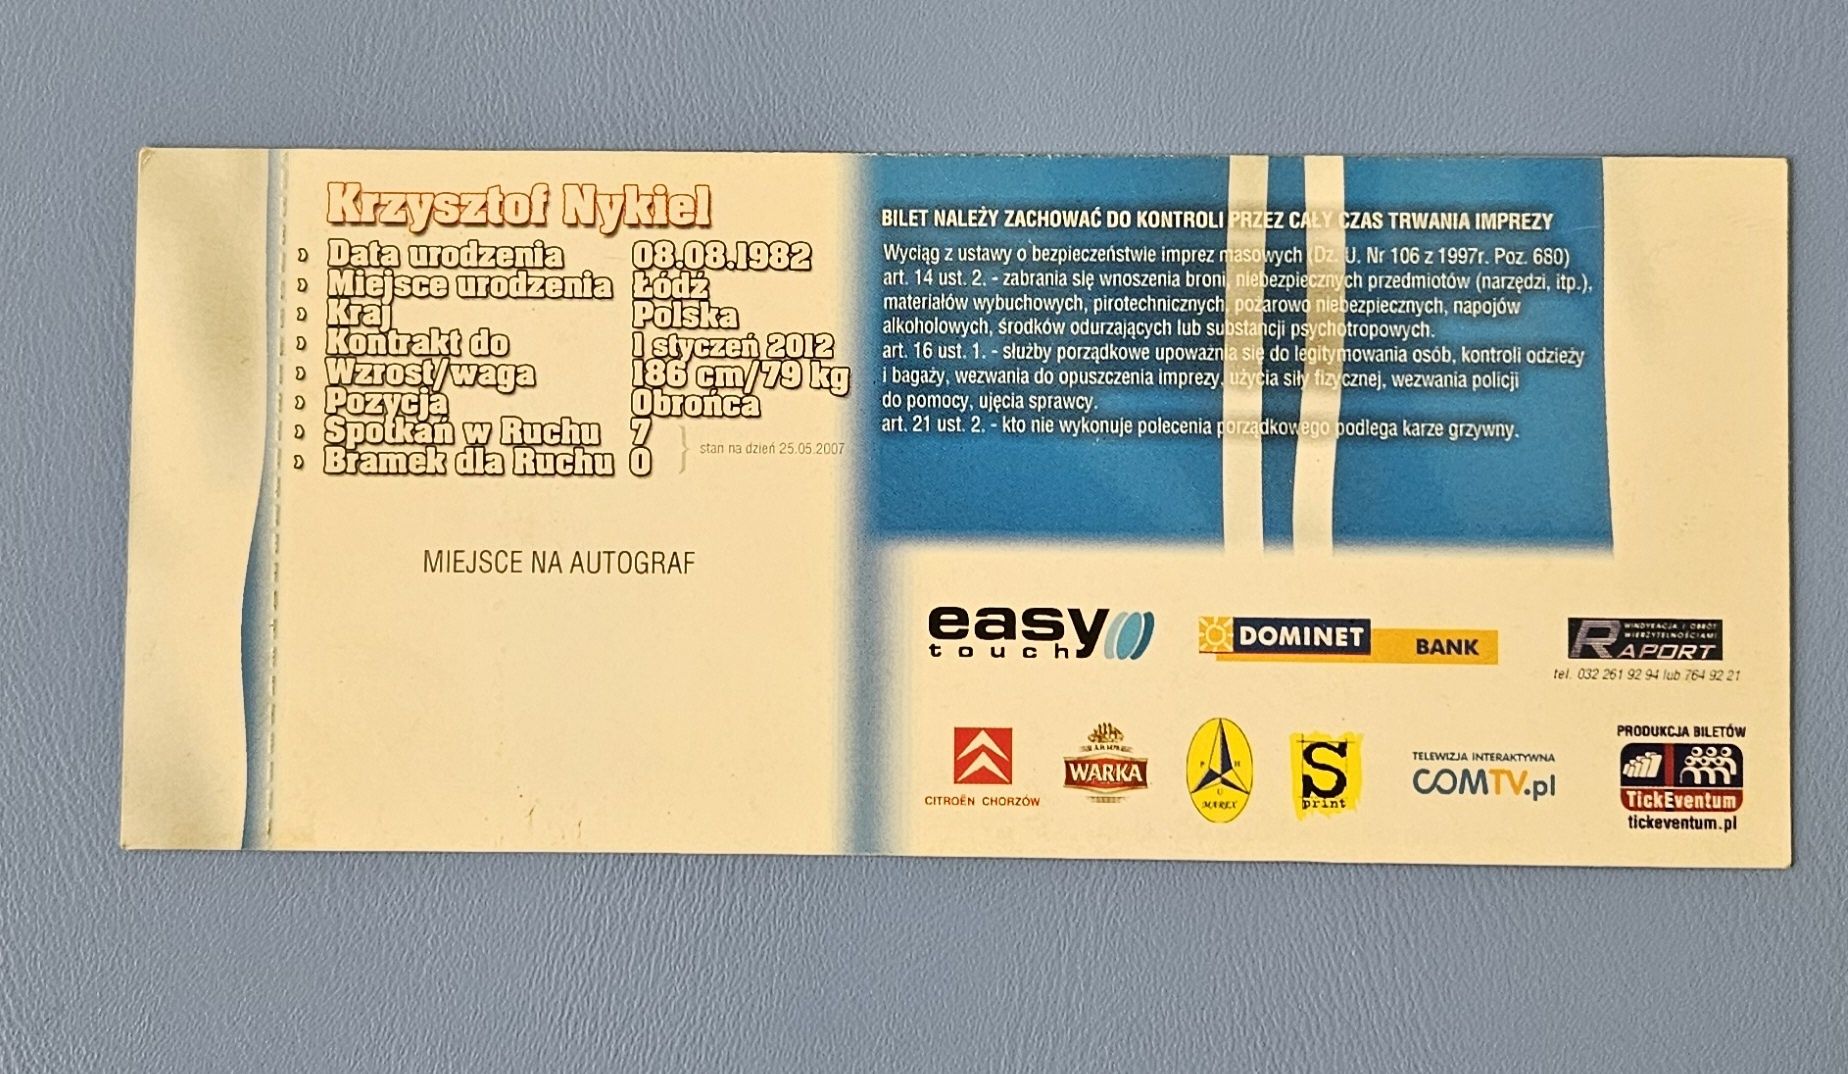 Krzysztof Nykiel
Data urodzenia 08.08.1982
Miejsce urodzenia Łódź
Kraj Polska
Kontrakt do 1 styczeń 2012
Wzrost/waga 186 cm/79 kg
Pozycja Obrońca
Spotkań w Ruchu 7
Bramek dla Ruchu 0
stan na dzień 25.05.2007
MIEJSCE NA AUTOGRAF
BILET NALEŻY ZACHOWAĆ DO KONTROLI PRZEZ CAŁY CZAS TRWANIA IMPREZY
Wyciąg z ustawy o bezpieczeństwie imprez masowych (Dz. U. Nr 106 z 1997r. Poz. 680)
art. 14 ust. 2. - zabrania się wnoszenia broni, niebezpiecznych przedmiotów (narzędzi, itp.),
materiałów wybuchowych, pirotechnicznych, pożarowo niebezpiecznych, napojów
alkoholowych, środków odurzających lub substancji psychotropowych.
art. 16 ust. 1. - służby porządkowe upoważnia się do legitymowania osób, kontroli odzieży
i bagaży, wezwania do opuszczenia imprezy, użycia siły fizycznej, wezwania policji
do pomocy, ujęcia sprawcy.
art. 21 ust. 2. - kto nie wykonuje polecenia porządkowego podlega karze grzywny.
easy
touch
DOMINET BANK
WINDYKACJA I OBRÓT
WIERZYTELNOŚCIAMI
RAPORT
tel. 032 261 92 94 lub 764 92 21
CITROËN CHORZÓW
WARKA
P H
U
MAREX
S
print
TELEWIZJA INTERAKTYWNA
COMTV.pl
PRODUKCJA BILETÓW
TickEventum
tickeventum.pl